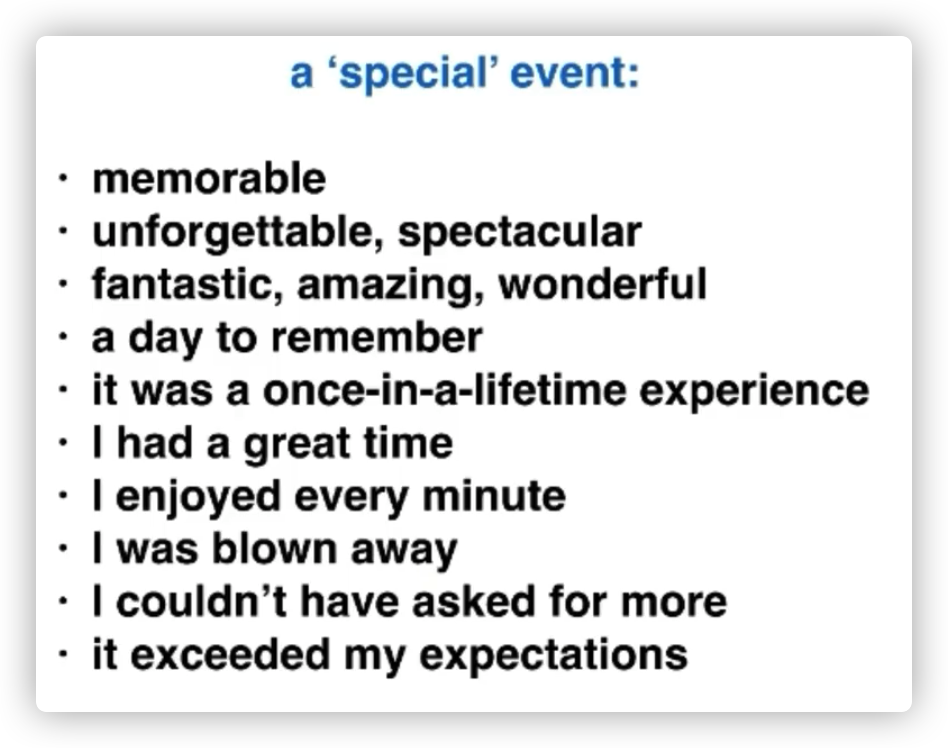 a ‘special’ event:
· memorable
· unforgettable, spectacular
· fantastic, amazing, wonderful
· a day to remember
· it was a once-in-a-lifetime experience
· I had a great time
· I enjoyed every minute
· I was blown away
· I couldn’t have asked for more
· it exceeded my expectations